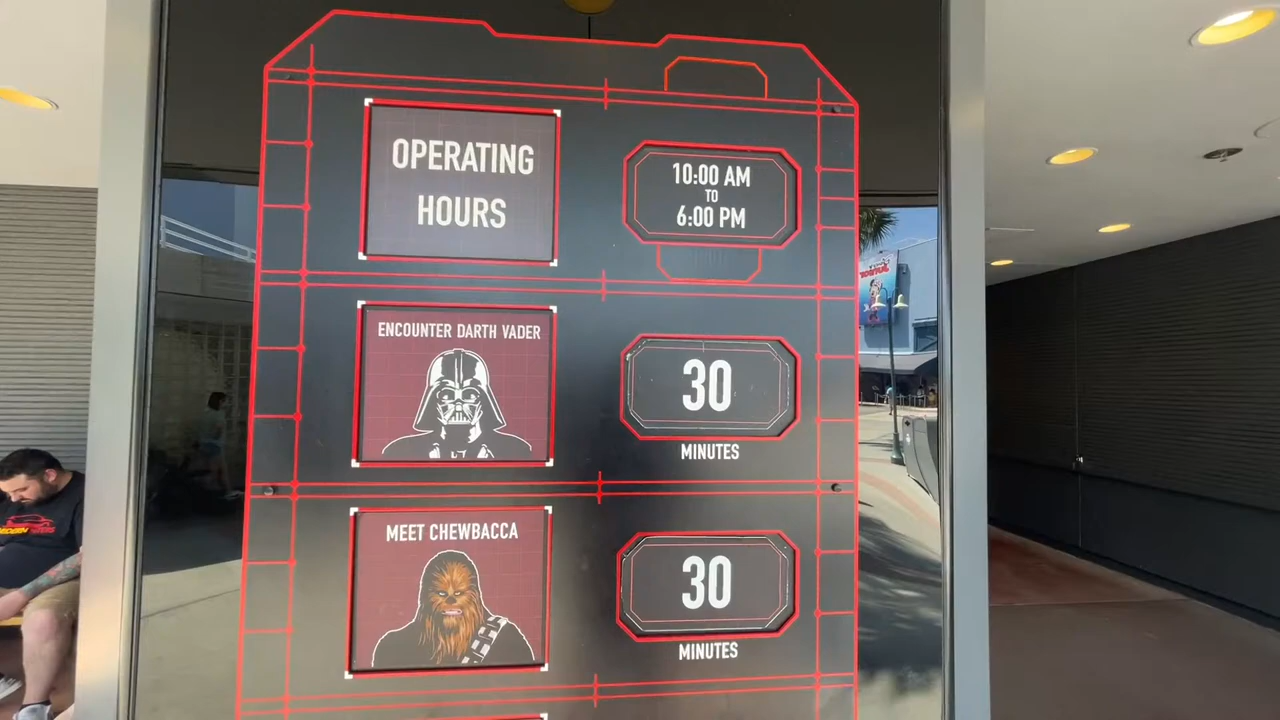 OPERATING
HOURS
10:00 AM
TO
6:00 PM
ENCOUNTER DARTH VADER
30
MINUTES
MEET CHEWBACCA
30
MINUTES